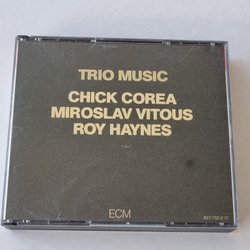 TRIO MUSIC
CHICK COREA
MIROSLAV VITOUS
ROY HAYNES
ECM